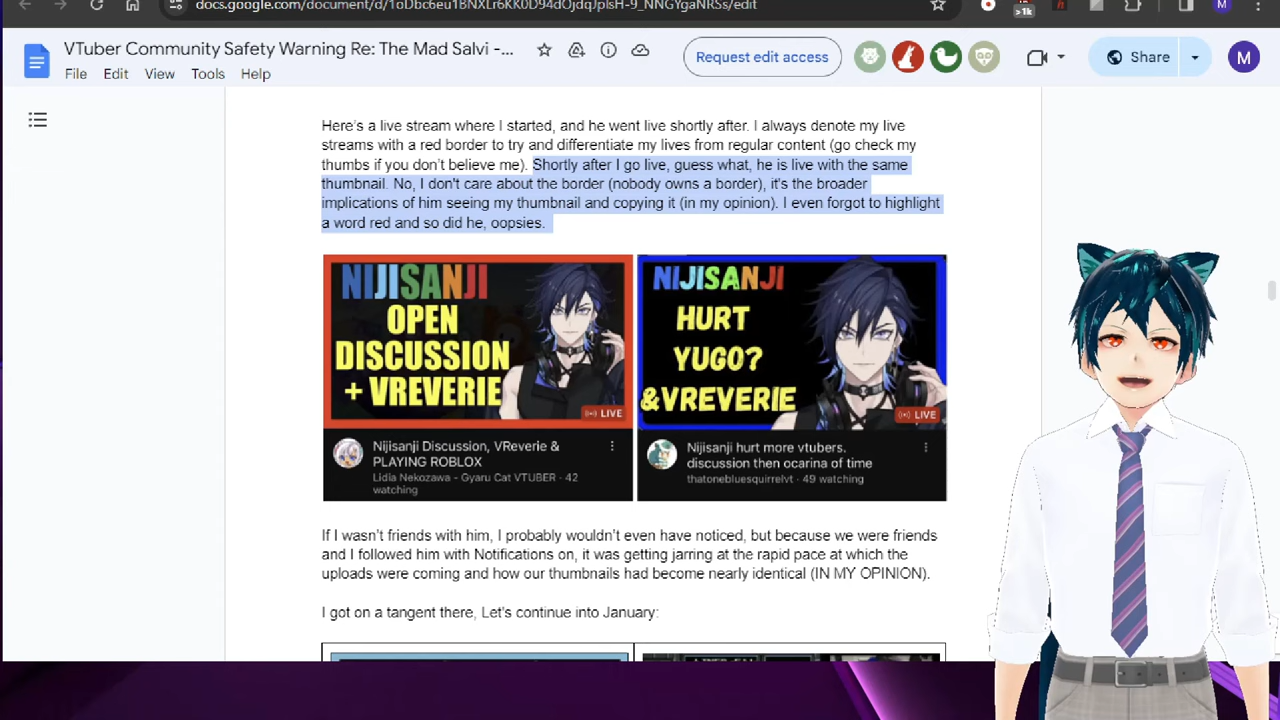 docs.google.com/document/d/1oDbc6eu1BNXLr6KK0D94dOjdqJplsH-9_NNGYgaNRSs/edit
>1k
M
VTuber Community Safety Warning Re: The Mad Salvi -...
Request edit access
Share
M
File Edit View Tools Help
Here's a live stream where I started, and he went live shortly after. I always denote my live
streams with a red border to try and differentiate my lives from regular content (go check my
thumbs if you don't believe me). Shortly after I go live, guess what, he is live with the same
thumbnail. No, I don't care about the border (nobody owns a border), it's the broader
implications of him seeing my thumbnail and copying it (in my opinion). I even forgot to highlight
a word red and so did he, oopsies.
NIJISANJI
OPEN
DISCUSSION
+ VREVERIE
LIVE
Nijisanji Discussion, VReverie &
PLAYING ROBLOX
Lidia Nekozawa - Gyaru Cat VTUBER · 42
watching
NIJISANJI
HURT
YUGO?
&VREVERIE
LIVE
Nijisanji hurt more vtubers.
discussion then ocarina of time
thatonebluesquirrelvt · 49 watching
If I wasn't friends with him, I probably wouldn't even have noticed, but because we were friends
and I followed him with Notifications on, it was getting jarring at the rapid pace at which the
uploads were coming and how our thumbnails had become nearly identical (IN MY OPINION).
I got on a tangent there, Let's continue into January: